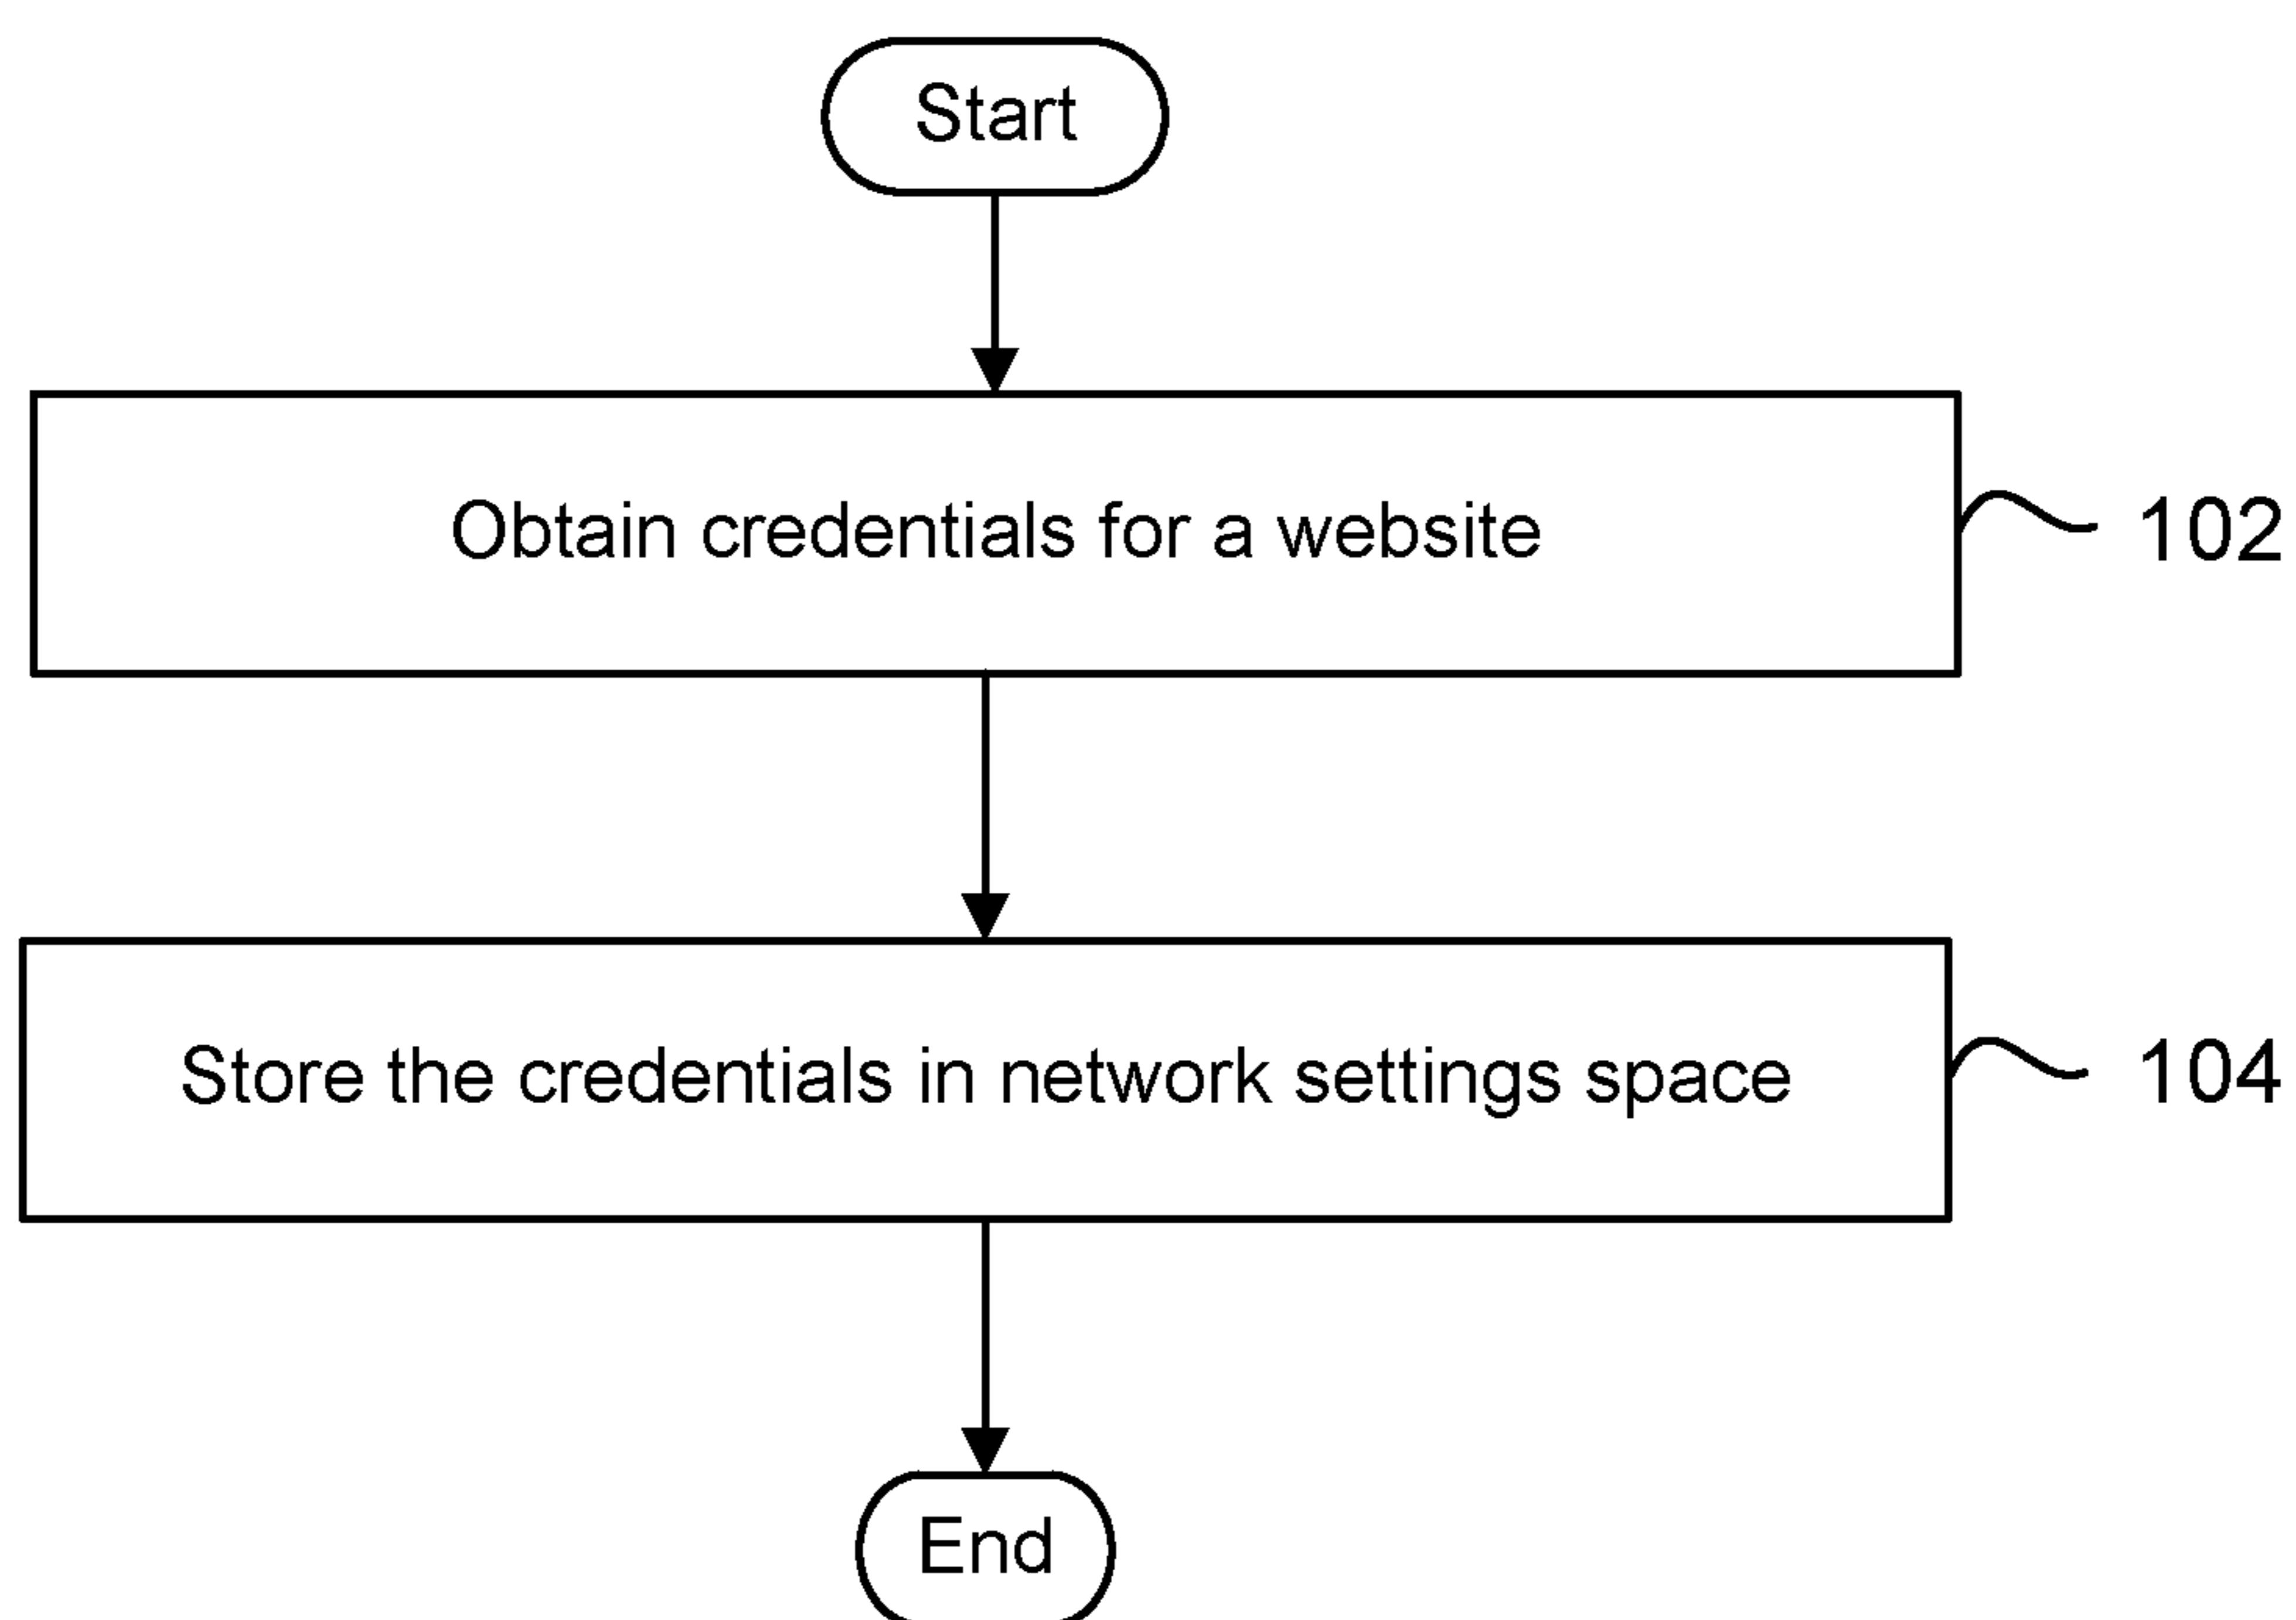 Start
Obtain credentials for a website
102
Store the credentials in network settings space
104
End